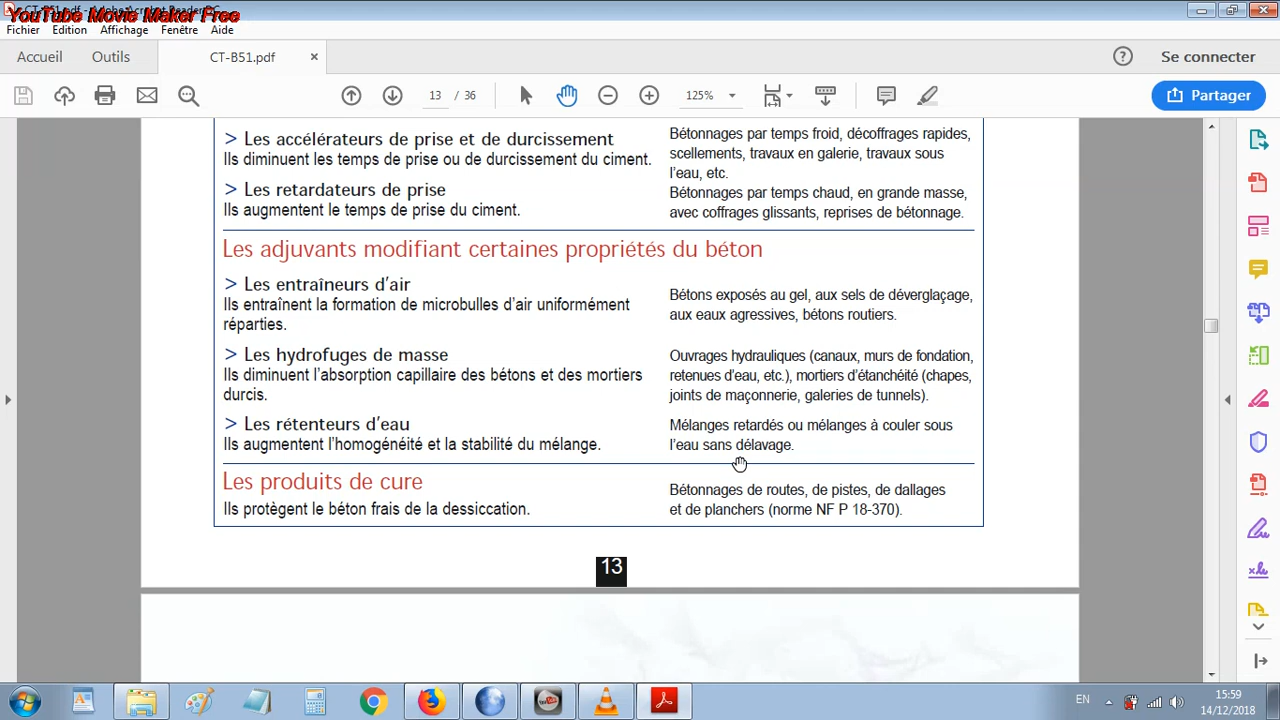 YouTube Movie Maker Free
CT-B51.pdf
Fichier Edition Affichage Fenêtre Aide
Accueil Outils CT-B51.pdf × Se connecter
13 / 36 125% Partager
> Les accélérateurs de prise et de durcissement
Ils diminuent les temps de prise ou de durcissement du ciment.
Bétonnages par temps froid, décoffrages rapides,
scellements, travaux en galerie, travaux sous
l'eau, etc.
> Les retardateurs de prise
Ils augmentent le temps de prise du ciment.
Bétonnages par temps chaud, en grande masse,
avec coffrages glissants, reprises de bétonnage.
Les adjuvants modifiant certaines propriétés du béton
> Les entraîneurs d'air
Ils entraînent la formation de microbulles d'air uniformément
réparties.
Bétons exposés au gel, aux sels de déverglaçage,
aux eaux agressives, bétons routiers.
> Les hydrofuges de masse
Ils diminuent l'absorption capillaire des bétons et des mortiers
durcis.
Ouvrages hydrauliques (canaux, murs de fondation,
retenues d'eau, etc.), mortiers d'étanchéité (chapes,
joints de maçonnerie, galeries de tunnels).
> Les rétenteurs d'eau
Ils augmentent l'homogénéité et la stabilité du mélange.
Mélanges retardés ou mélanges à couler sous
l'eau sans délavage.
Les produits de cure
Ils protègent le béton frais de la dessiccation.
Bétonnages de routes, de pistes, de dallages
et de planchers (norme NF P 18-370).
13
EN
15:59
14/12/2018